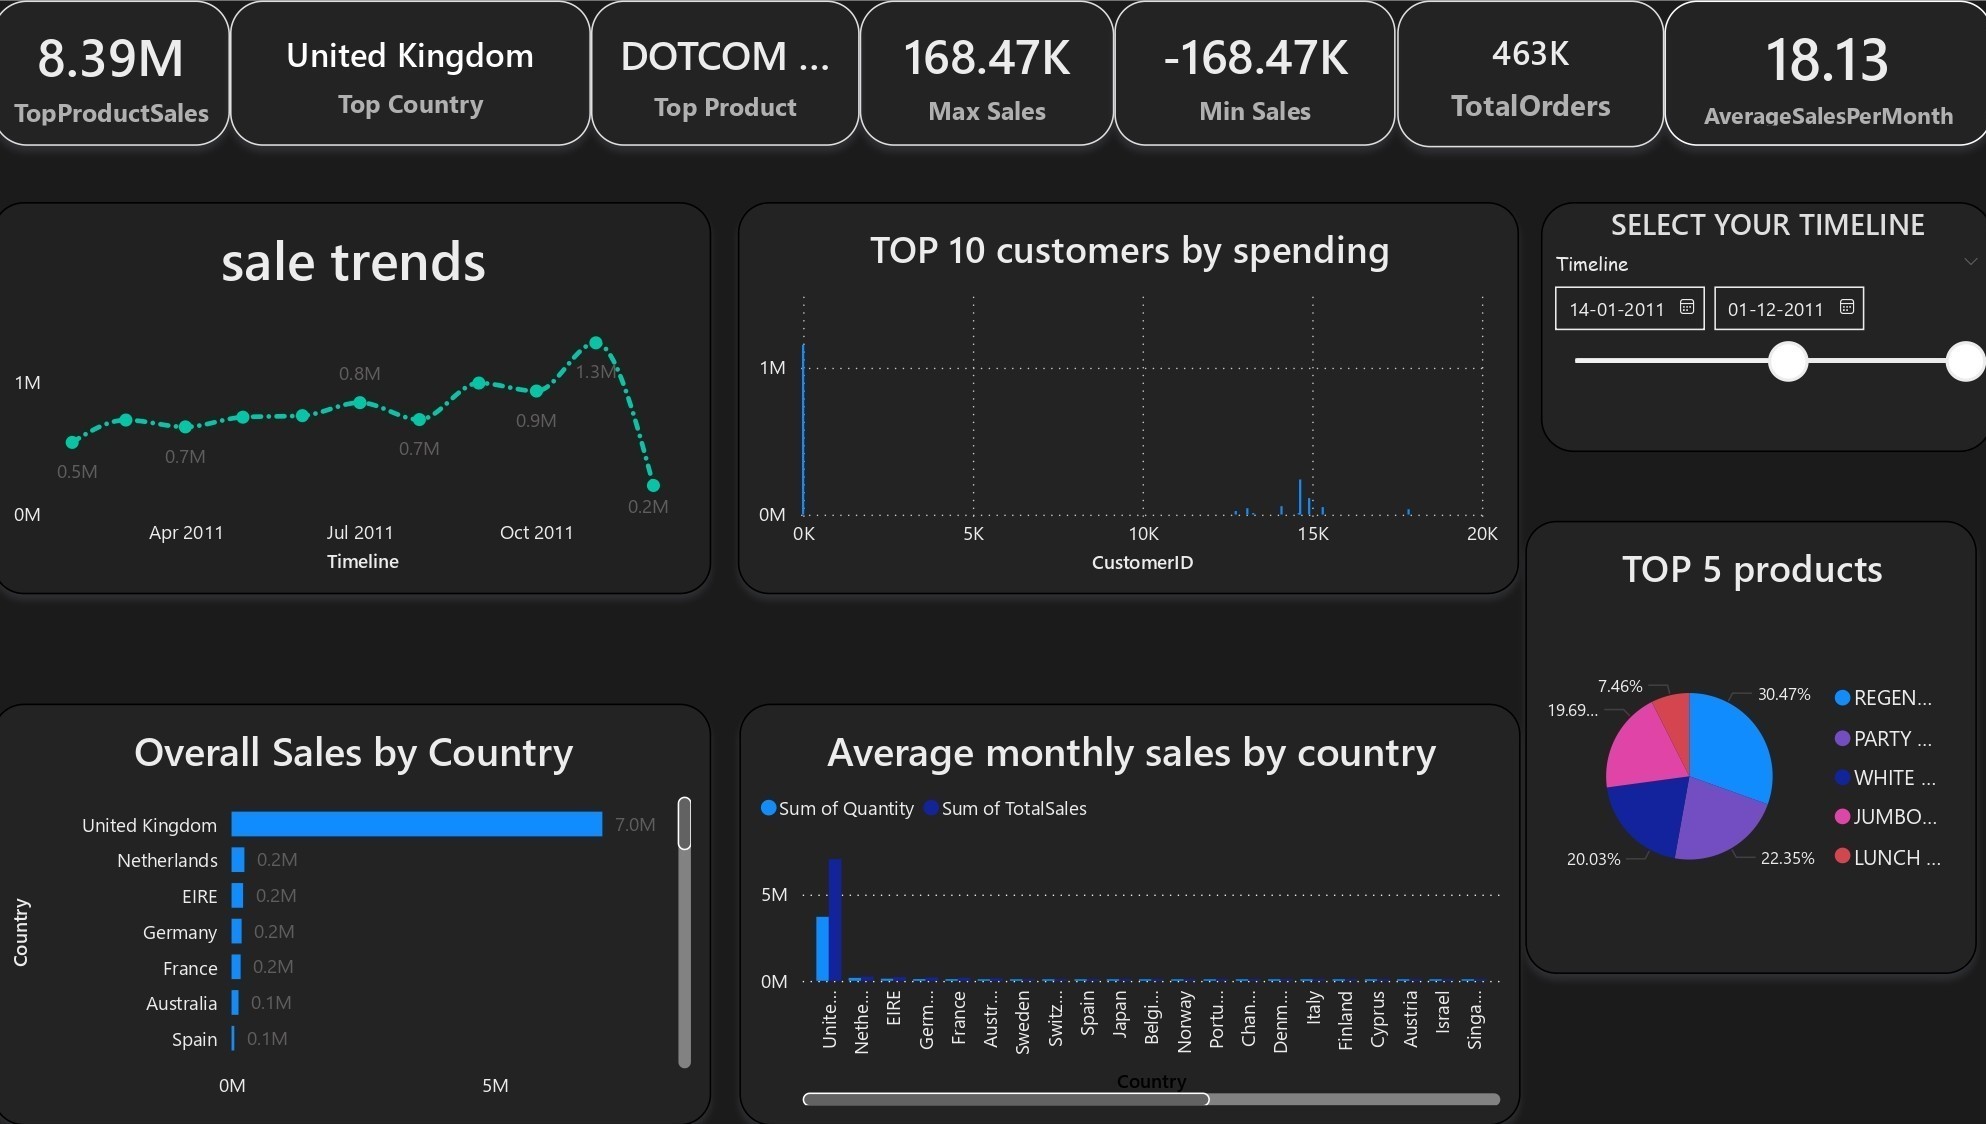 8.39M
TopProductSales
United Kingdom
Top Country
DOTCOM ...
Top Product
168.47K
Max Sales
-168.47K
Min Sales
463K
TotalOrders
18.13
AverageSalesPerMonth
sale trends
1M
0M
0.5M
0.7M
0.8M
0.7M
0.9M
1.3M
0.2M
Apr 2011
Jul 2011
Oct 2011
Timeline
TOP 10 customers by spending
1M
0M
0K
5K
10K
15K
20K
CustomerID
SELECT YOUR TIMELINE
Timeline
14-01-2011
01-12-2011
TOP 5 products
7.46%
30.47%
19.69...
20.03%
22.35%
REGEN...
PARTY ...
WHITE ...
JUMBO...
LUNCH ...
Overall Sales by Country
Country
United Kingdom
7.0M
Netherlands
0.2M
EIRE
0.2M
Germany
0.2M
France
0.2M
Australia
0.1M
Spain
0.1M
0M
5M
Average monthly sales by country
Sum of Quantity
Sum of TotalSales
5M
0M
Unite...
Nethe...
EIRE
Germ...
France
Austr...
Sweden
Switz...
Spain
Japan
Belgi...
Norway
Portu...
Chan...
Denm...
Italy
Finland
Cyprus
Austria
Israel
Singa...
Country